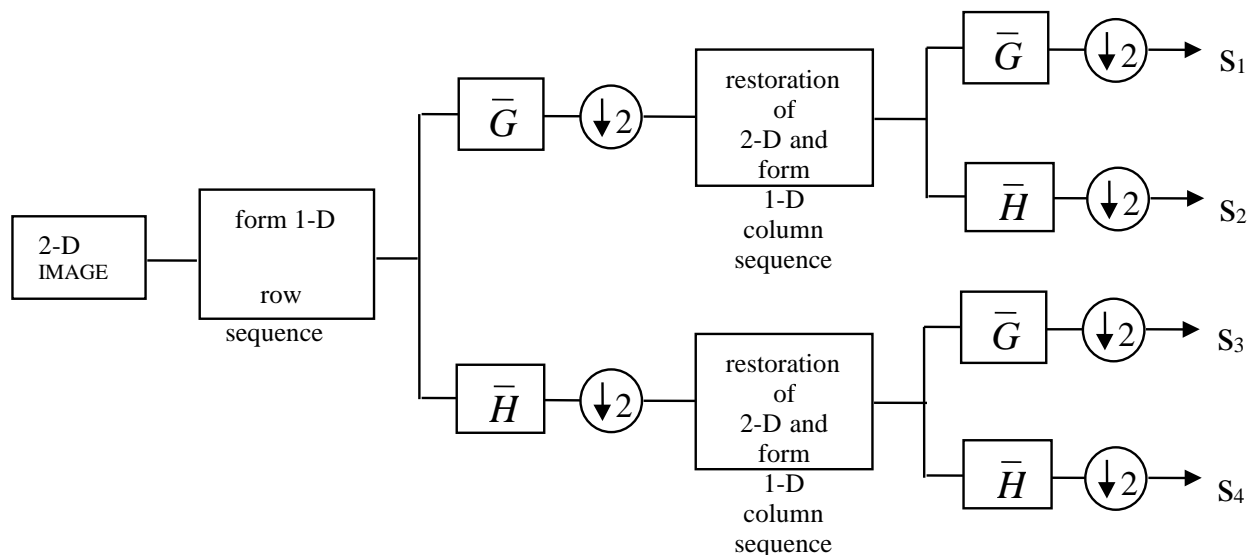 2-D
IMAGE
form 1-D
row
sequence
G̅
↓2
restoration
of
2-D and
form
1-D
column
sequence
G̅
↓2
S₁
H̅
↓2
S₂
H̅
↓2
restoration
of
2-D and
form
1-D
column
sequence
G̅
↓2
S₃
H̅
↓2
S₄